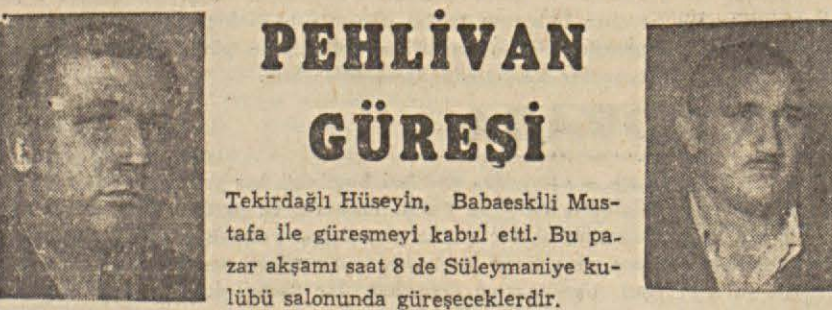 PEHLİVAN
GÜREŞİ
Tekirdağlı Hüseyin, Babaeskili Mus-
tafa ile güreşmeyi kabul etti. Bu pa-
zar akşamı saat 8 de Süleymaniye ku-
lübü salonunda güreşeceklerdir.